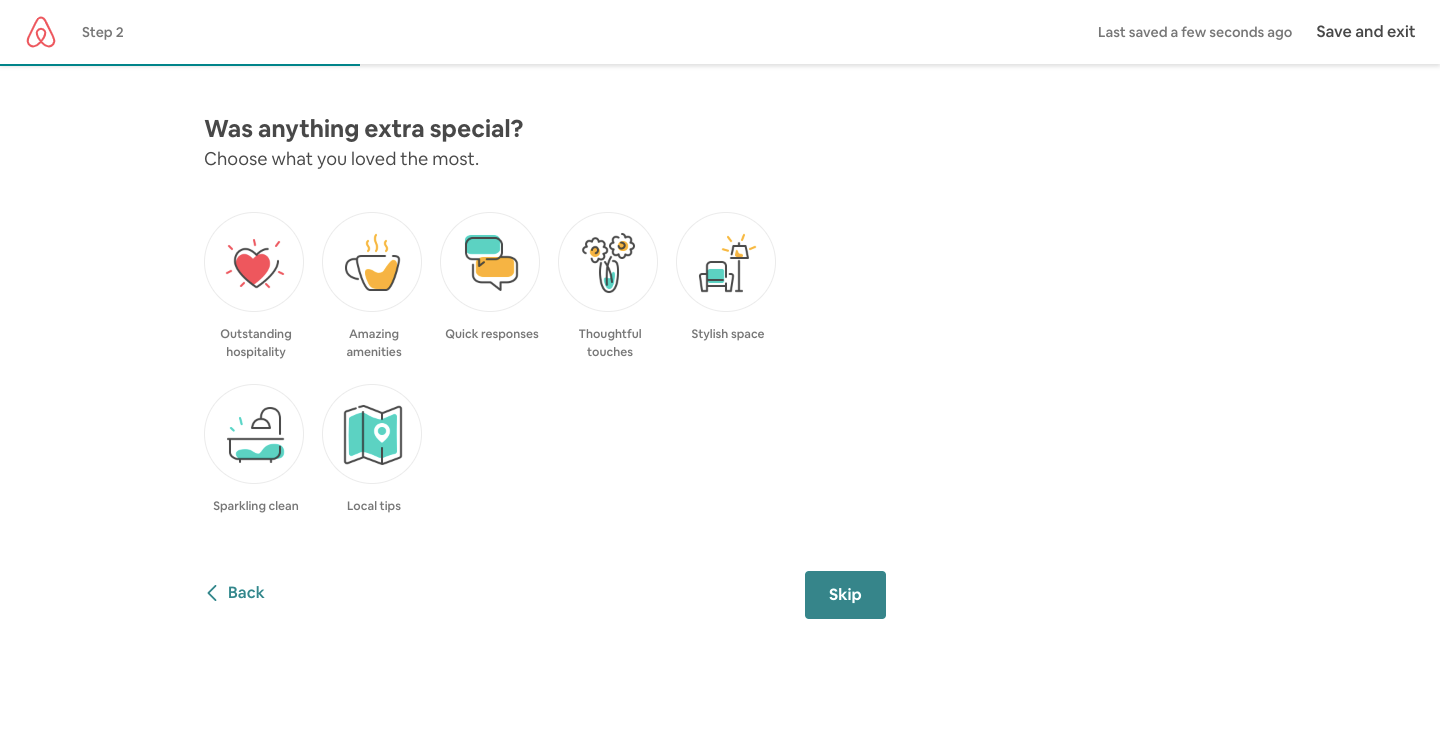 Step 2
Last saved a few seconds ago
Save and exit
Was anything extra special?
Choose what you loved the most.
Outstanding
hospitality
Amazing
amenities
Quick responses
Thoughtful
touches
Stylish space
Sparkling clean
Local tips
Back
Skip